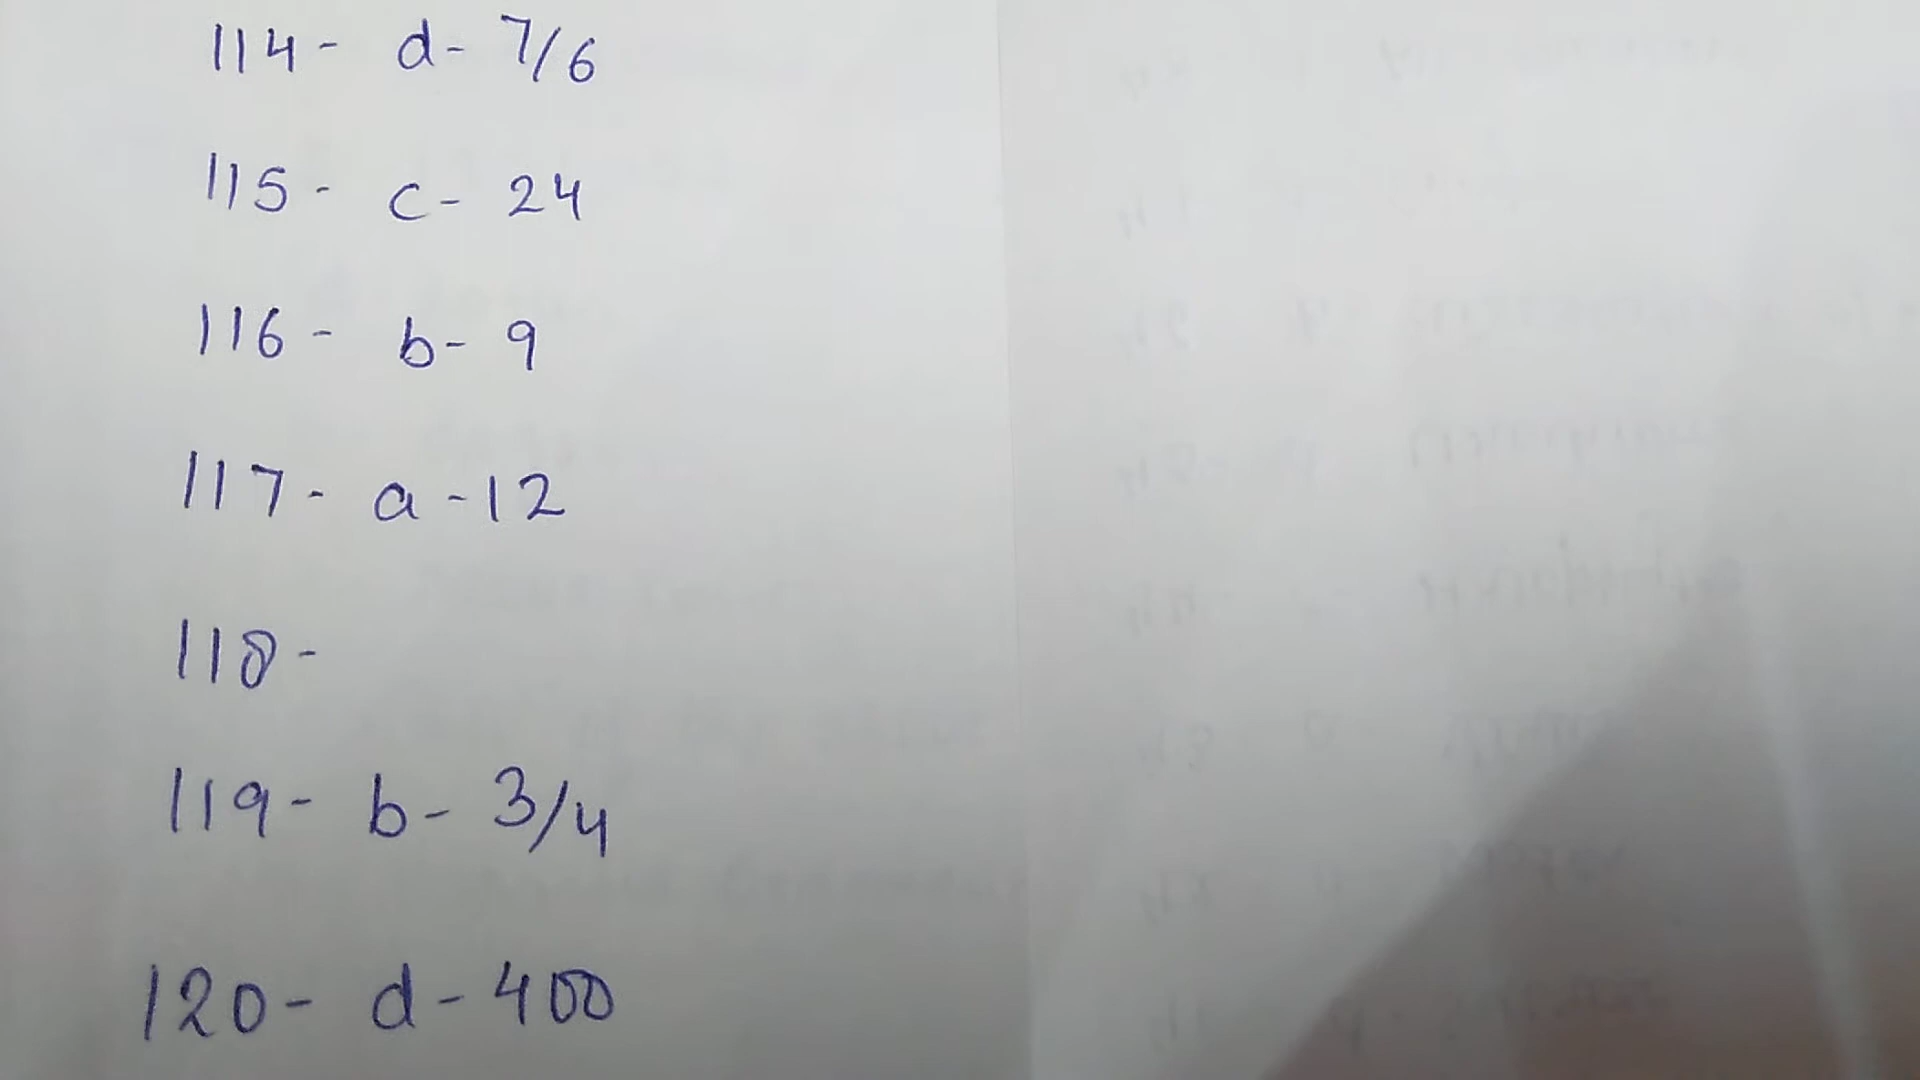 114- d- 7/6
115- c- 24
116- b- 9
117- a -12
118-
119- b- 3/4
120- d- 400